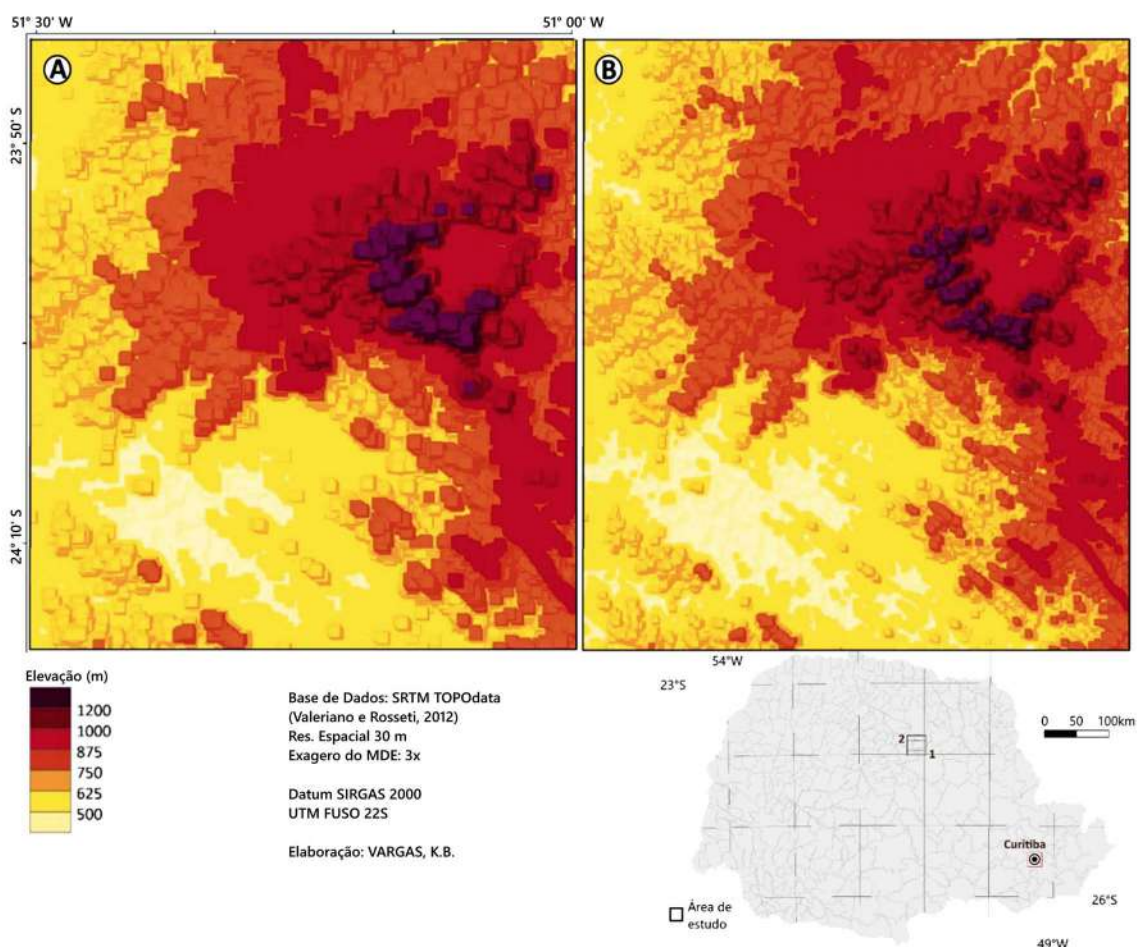 51° 30' W
51° 00' W
A
B
23° 50' S
24° 10' S
Elevação (m)
1200
1000
875
750
625
500
Base de Dados: SRTM TOPOdata
(Valeriano e Rosseti, 2012)
Res. Espacial 30 m
Exagero do MDE: 3x
Datum SIRGAS 2000
UTM FUSO 22S
Elaboração: VARGAS, K.B.
54°W
23°S
0 50 100km
2
1
Curitiba
Área de
estudo
26°S
49°W